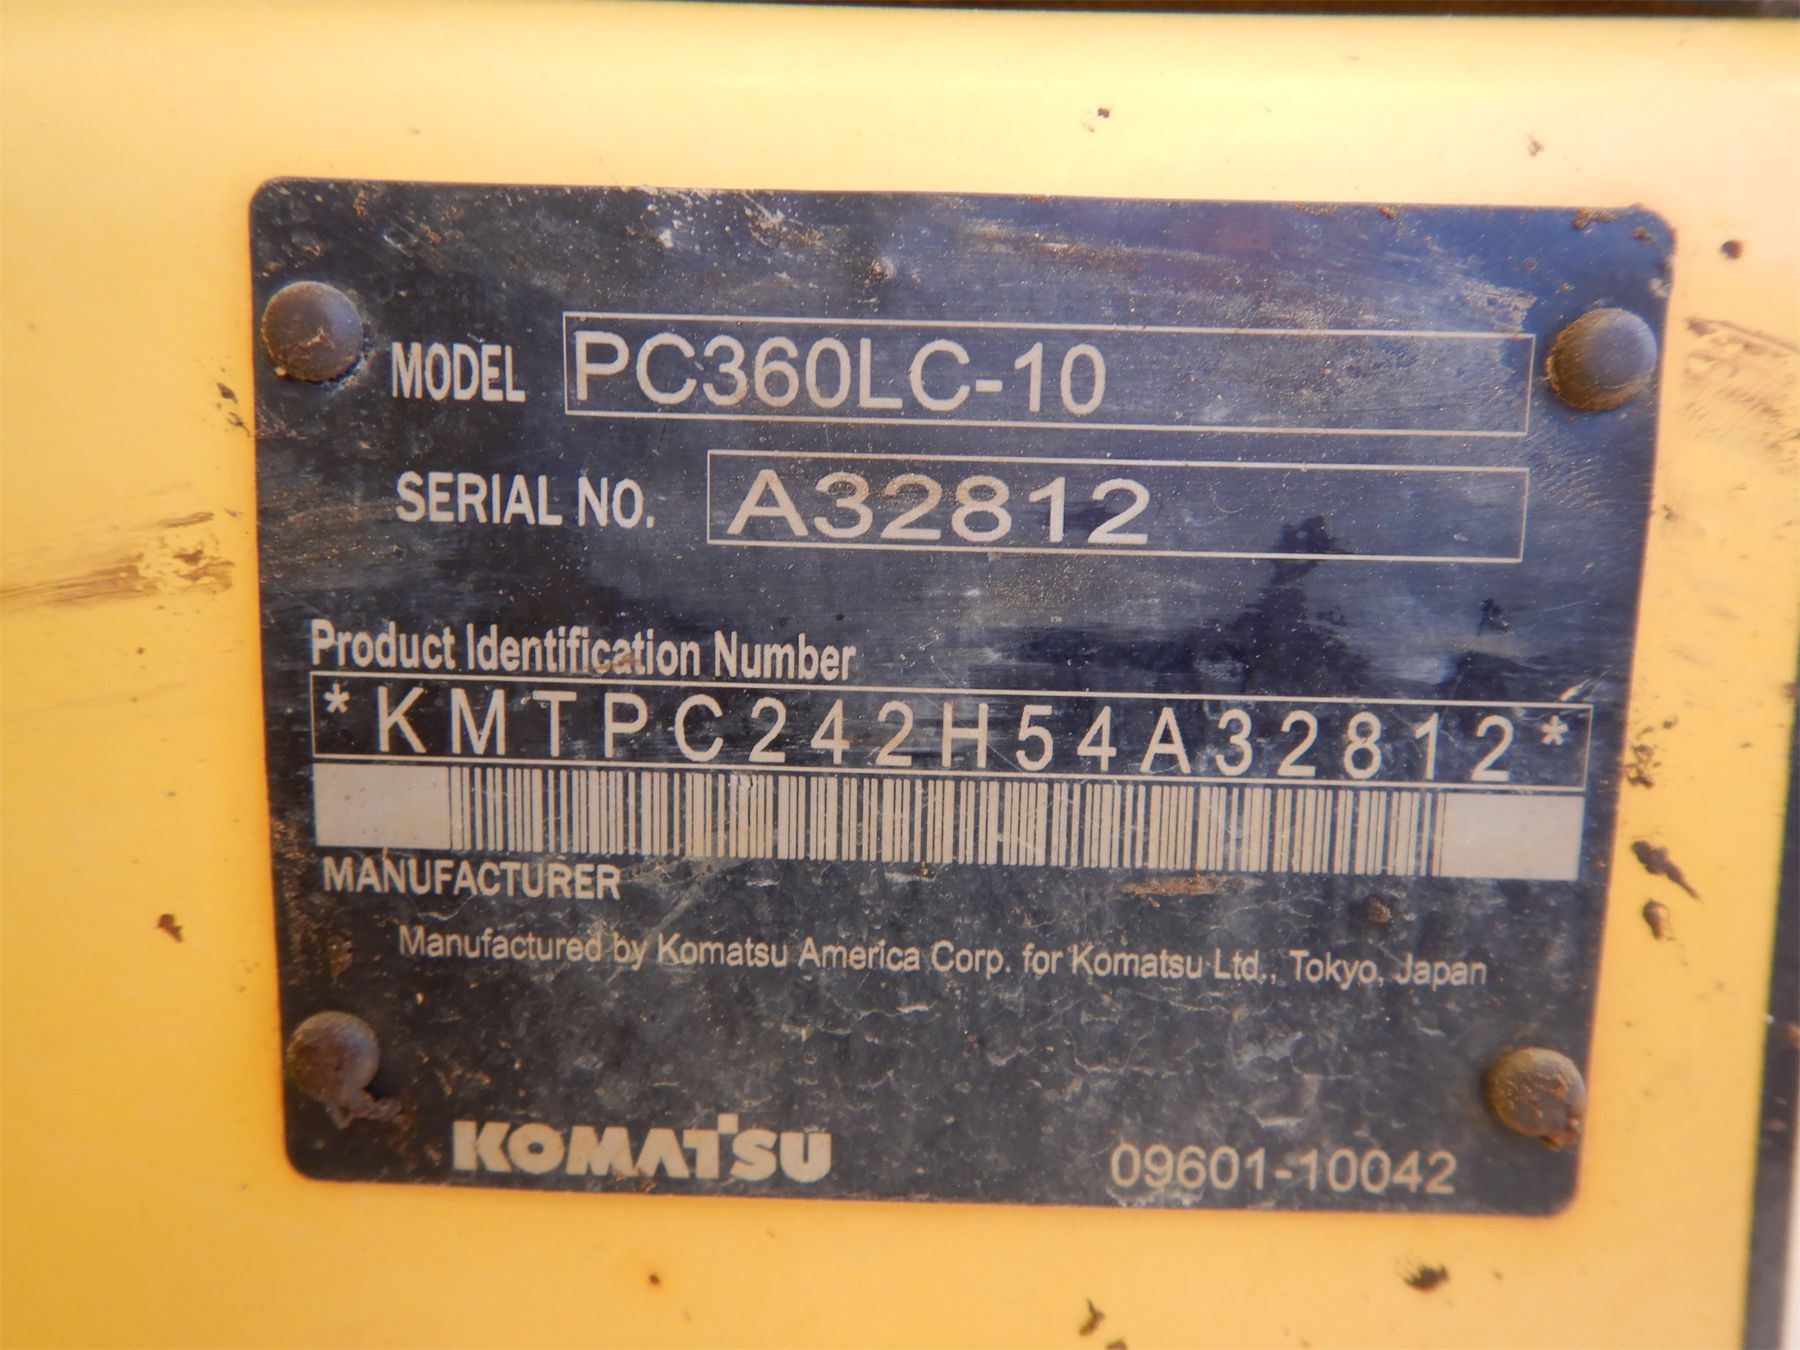 MODEL PC360LC-10
SERIAL NO. A32812
Product Identification Number
*KMTPC242H54A32812*
MANUFACTURER
Manufactured by Komatsu America Corp. for Komatsu Ltd., Tokyo, Japan
KOMATSU 09601-10042